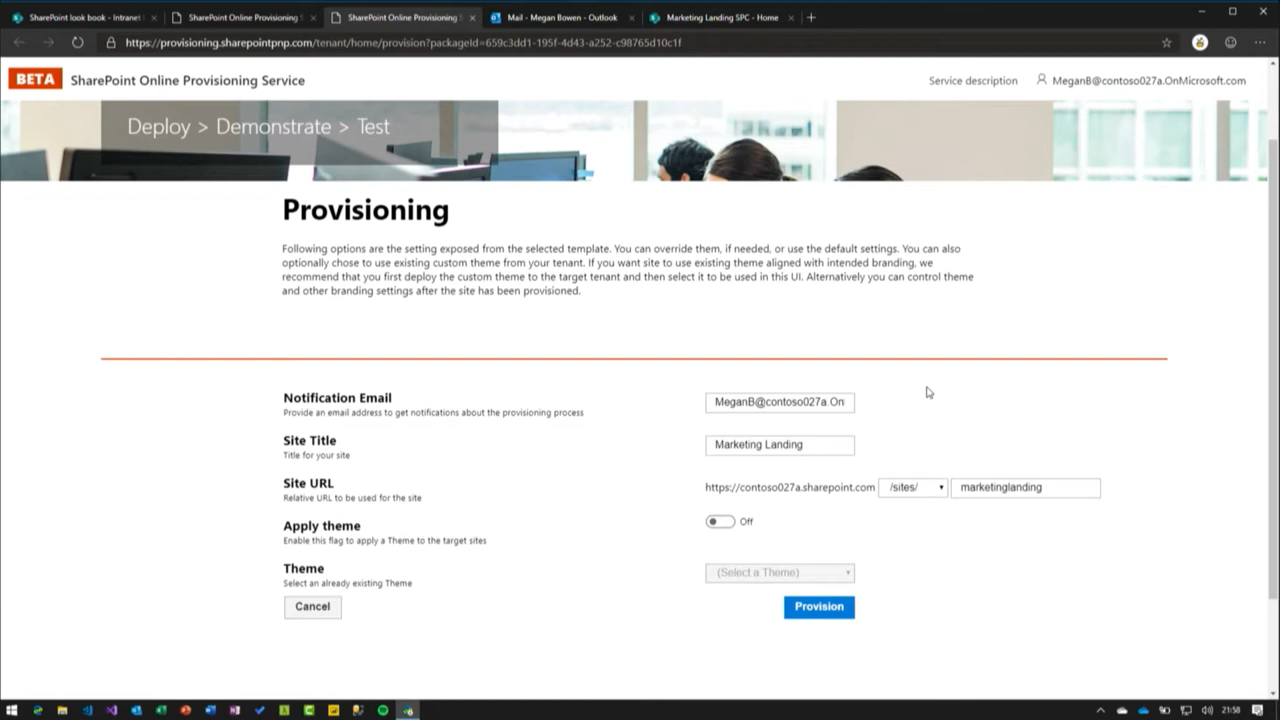 SharePoint look book - Intranet
SharePoint Online Provisioning
SharePoint Online Provisioning
Mail - Megan Bowen - Outlook
Marketing Landing SPC - Home
https://provisioning.sharepointpnp.com/tenant/home/provision?packageId=659c3dd1-195f-4d43-a252-c98765d10c1f
BETA SharePoint Online Provisioning Service
Service description
MeganB@contoso027a.OnMicrosoft.com
Deploy > Demonstrate > Test
Provisioning
Following options are the setting exposed from the selected template. You can override them, if needed, or use the default settings. You can also
optionally chose to use existing custom theme from your tenant. If you want site to use existing theme aligned with intended branding, we
recommend that you first deploy the custom theme to the target tenant and then select it to be used in this UI. Alternatively you can control theme
and other branding settings after the site has been provisioned.
Notification Email
Provide an email address to get notifications about the provisioning process
MeganB@contoso027a.On
Site Title
Title for your site
Marketing Landing
Site URL
Relative URL to be used for the site
https://contoso027a.sharepoint.com /sites/ marketinglanding
Apply theme
Enable this flag to apply a Theme to the target sites
Off
Theme
Select an already existing Theme
(Select a Theme)
Cancel
Provision
21:58